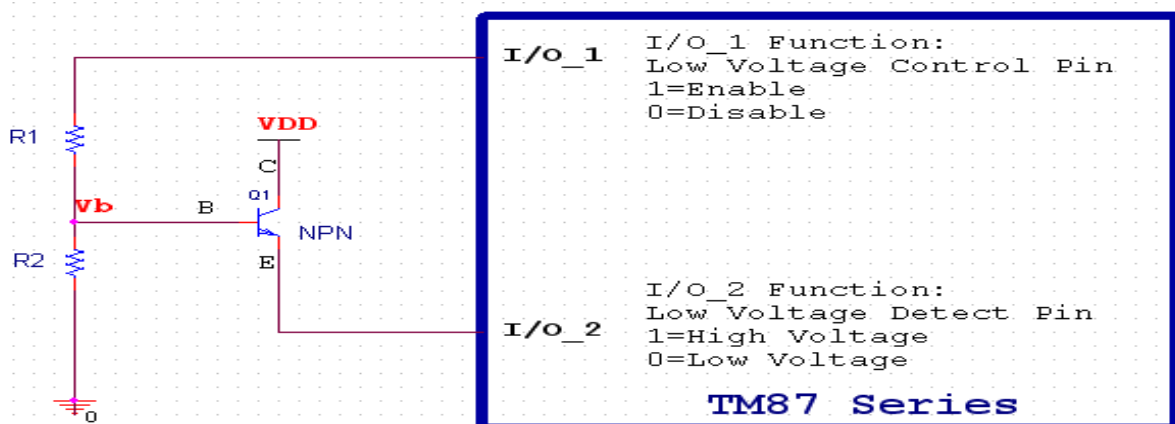 I/O_1
I/O_1 Function:
Low Voltage Control Pin
1=Enable
0=Disable
R1
VDD
C
Q1
Vb
B
NPN
R2
E
I/O_2 Function:
Low Voltage Detect Pin
I/O_2
1=High Voltage
0=Low Voltage
TM87 Series
0